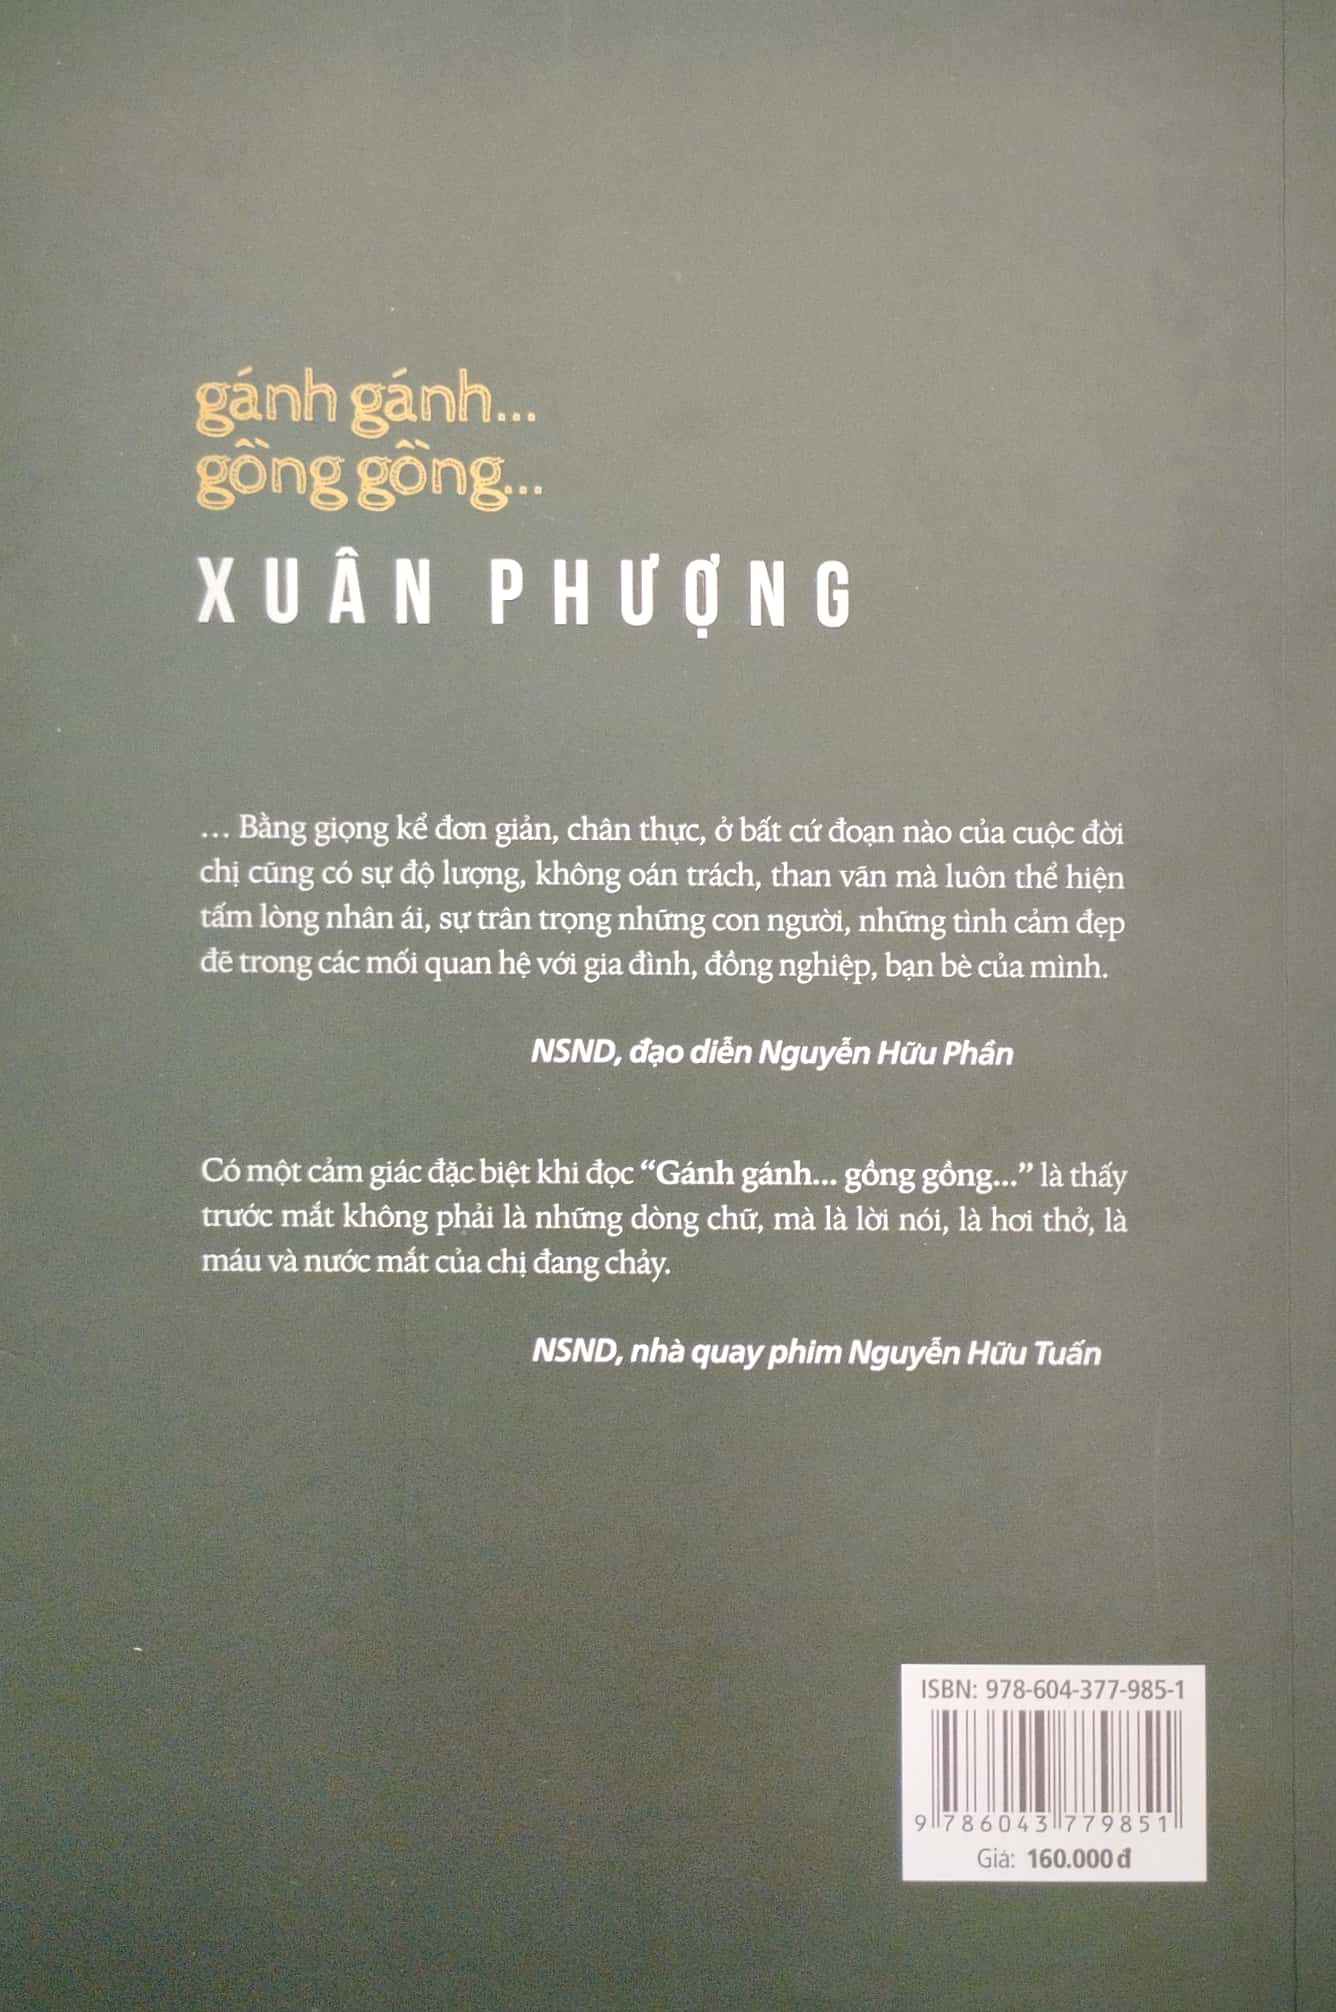 gánh gánh...
gồng gồng...
XUÂN PHƯỢNG
... Bằng giọng kể đơn giản, chân thực, ở bất cứ đoạn nào của cuộc đời
chị cũng có sự độ lượng, không oán trách, than vãn mà luôn thể hiện
tấm lòng nhân ái, sự trân trọng những con người, những tình cảm đẹp
đẽ trong các mối quan hệ với gia đình, đồng nghiệp, bạn bè của mình.
NSND, đạo diễn Nguyễn Hữu Phần
Có một cảm giác đặc biệt khi đọc “Gánh gánh... gồng gồng...” là thấy
trước mắt không phải là những dòng chữ, mà là lời nói, là hơi thở, là
máu và nước mắt của chị đang chảy.
NSND, nhà quay phim Nguyễn Hữu Tuấn
ISBN: 978-604-377-985-1
9 786043 779851
Giá: 160.000 đ